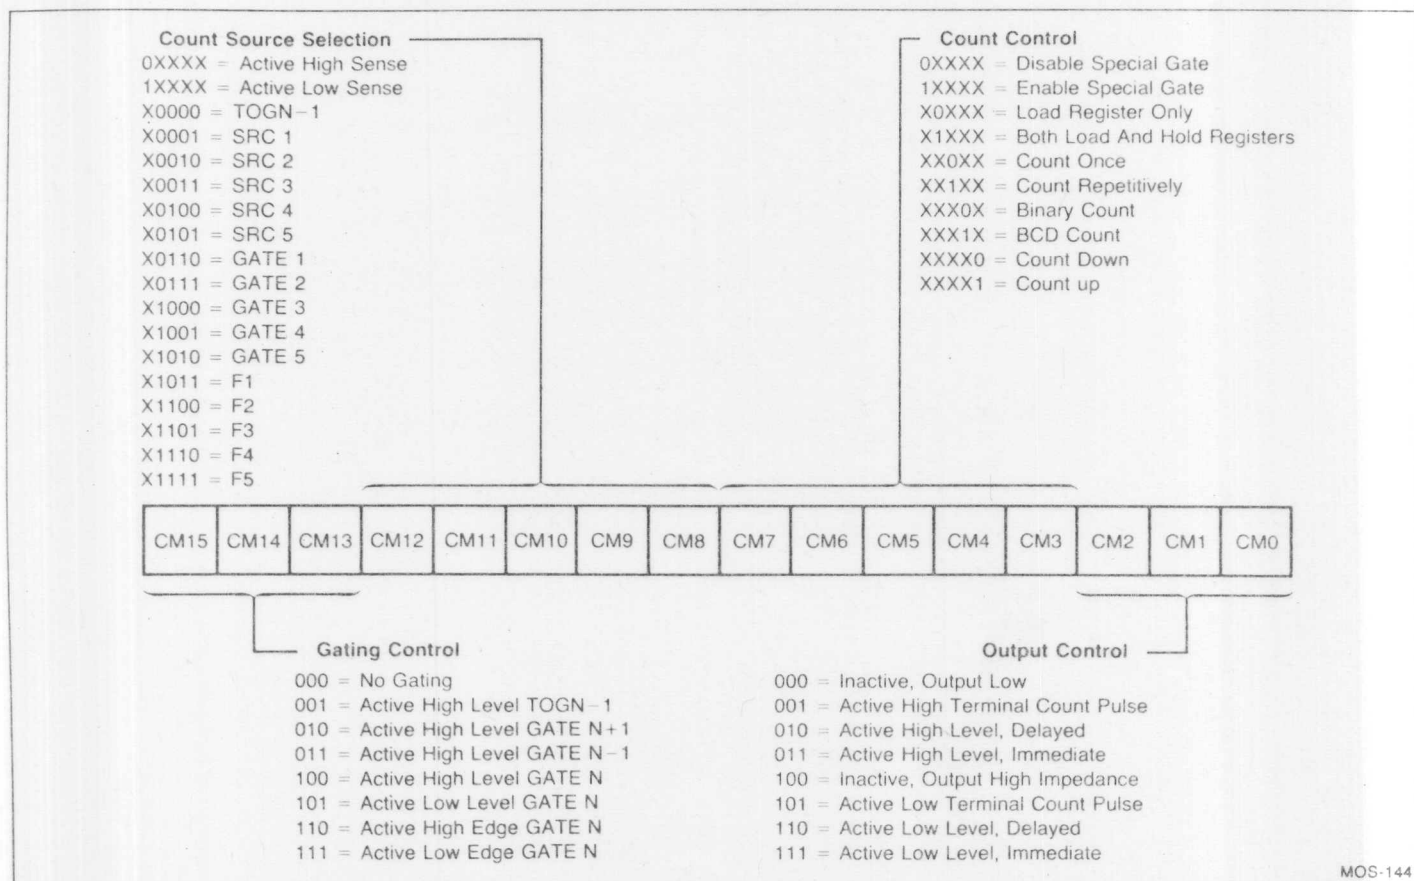 Count Source Selection
0XXXX = Active High Sense
1XXXX = Active Low Sense
X0000 = TOGN−1
X0001 = SRC 1
X0010 = SRC 2
X0011 = SRC 3
X0100 = SRC 4
X0101 = SRC 5
X0110 = GATE 1
X0111 = GATE 2
X1000 = GATE 3
X1001 = GATE 4
X1010 = GATE 5
X1011 = F1
X1100 = F2
X1101 = F3
X1110 = F4
X1111 = F5
Count Control
0XXXX = Disable Special Gate
1XXXX = Enable Special Gate
X0XXX = Load Register Only
X1XXX = Both Load And Hold Registers
XX0XX = Count Once
XX1XX = Count Repetitively
XXX0X = Binary Count
XXX1X = BCD Count
XXXX0 = Count Down
XXXX1 = Count up
CM15 CM14 CM13 CM12 CM11 CM10 CM9 CM8 CM7 CM6 CM5 CM4 CM3 CM2 CM1 CM0
Gating Control
000 = No Gating
001 = Active High Level TOGN−1
010 = Active High Level GATE N+1
011 = Active High Level GATE N−1
100 = Active High Level GATE N
101 = Active Low Level GATE N
110 = Active High Edge GATE N
111 = Active Low Edge GATE N
Output Control
000 = Inactive, Output Low
001 = Active High Terminal Count Pulse
010 = Active High Level, Delayed
011 = Active High Level, Immediate
100 = Inactive, Output High Impedance
101 = Active Low Terminal Count Pulse
110 = Active Low Level, Delayed
111 = Active Low Level, Immediate
MOS-144